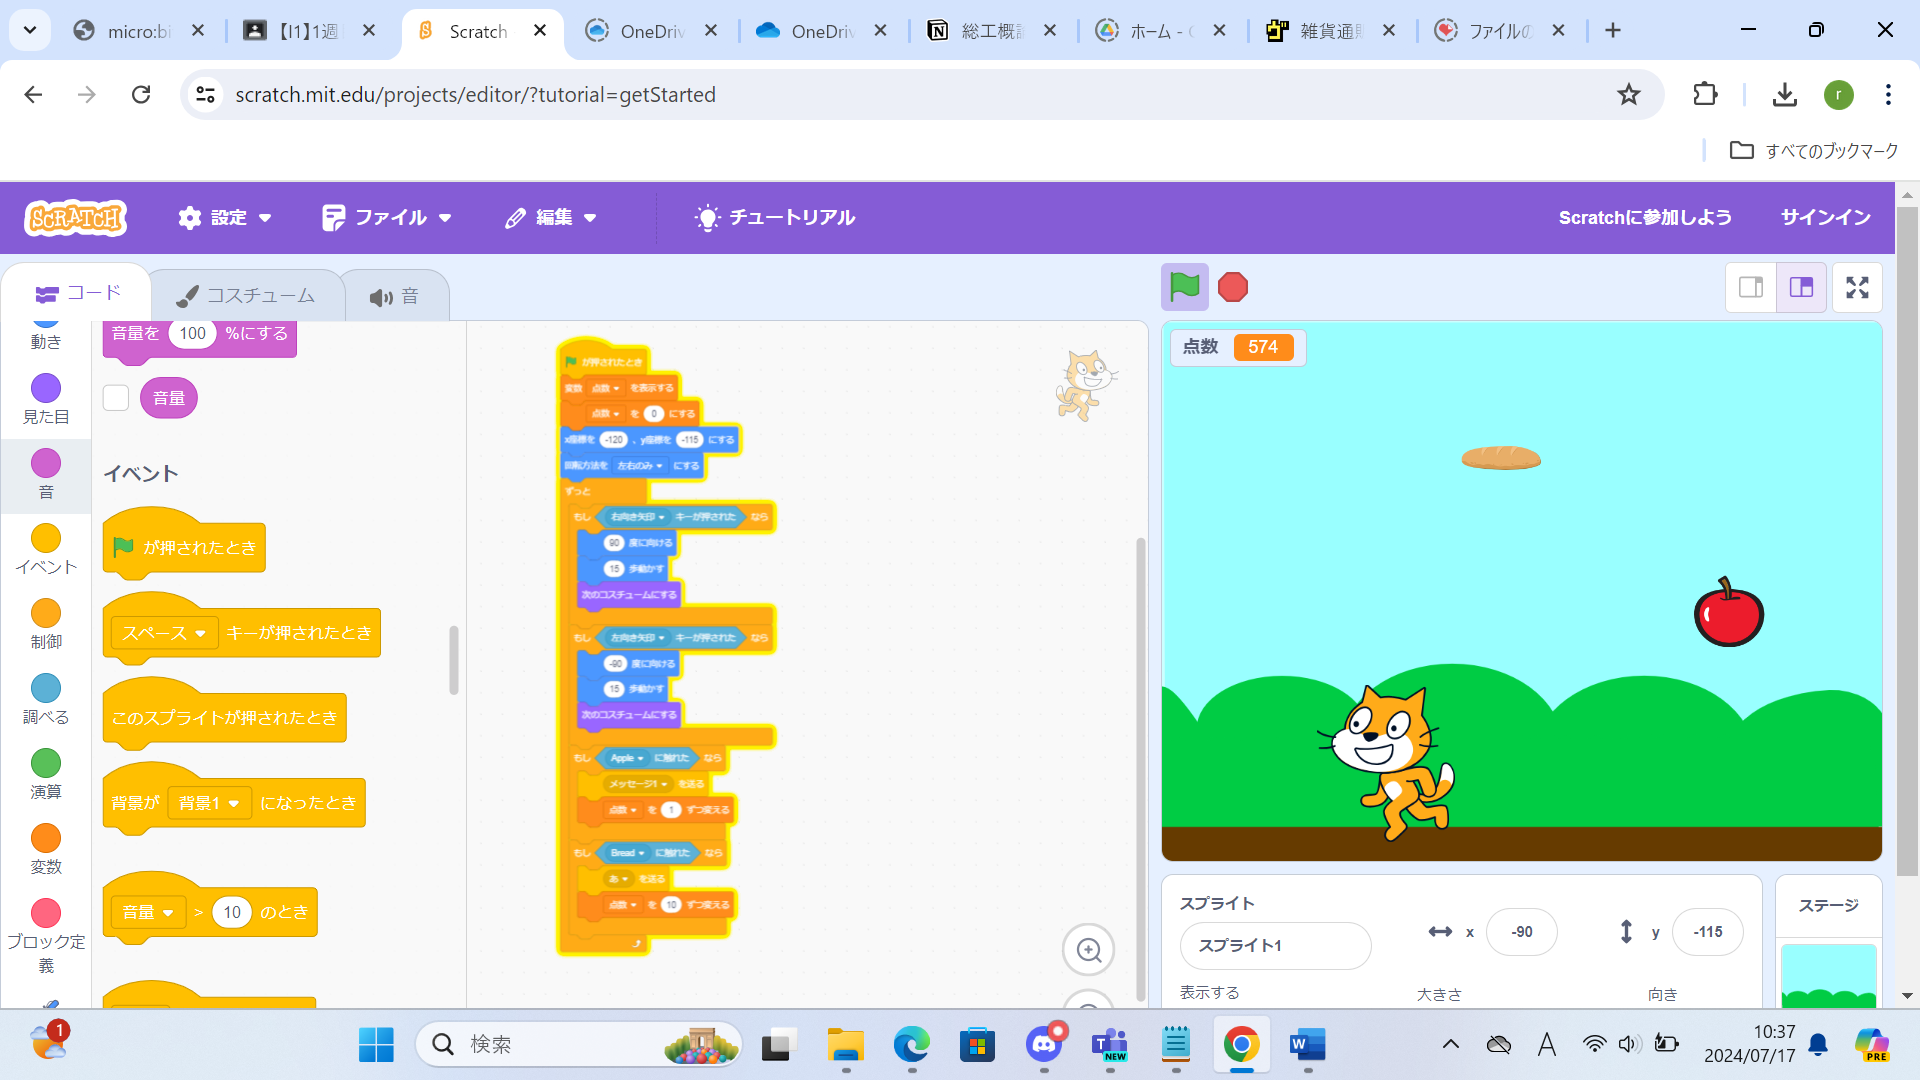 micro:bi
【I1】1週
Scratch
OneDriv
OneDriv
総工概
ホーム - G
雑貨通
ファイルの
scratch.mit.edu/projects/editor/?tutorial=getStarted
r
すべてのブックマーク
SCRATCH
設定
ファイル
編集
チュートリアル
Scratchに参加しよう
サインイン
コード
コスチューム
音
動き
見た目
音
イベント
制御
調べる
演算
変数
ブロック定
義
音量を 100 %にする
音量
イベント
が押されたとき
スペース キーが押されたとき
このスプライトが押されたとき
背景が 背景1 になったとき
音量 > 10 のとき
が押されたとき
変数 点数 を表示する
点数 を 0 にする
x座標を -120 、y座標を -115 にする
回転方法を 左右のみ にする
ずっと
もし 右向き矢印 キーが押された なら
90 度に向ける
15 歩動かす
次のコスチュームにする
もし 左向き矢印 キーが押された なら
-90 度に向ける
15 歩動かす
次のコスチュームにする
もし Apple に触れた なら
メッセージ1 を送る
点数 を 1 ずつ変える
もし Bread に触れた なら
あ を送る
点数 を 10 ずつ変える
点数 574
スプライト
スプライト1
x -90
y -115
表示する
大きさ
向き
ステージ
1
検索
T NEW
W
A
10:37
2024/07/17
PRE